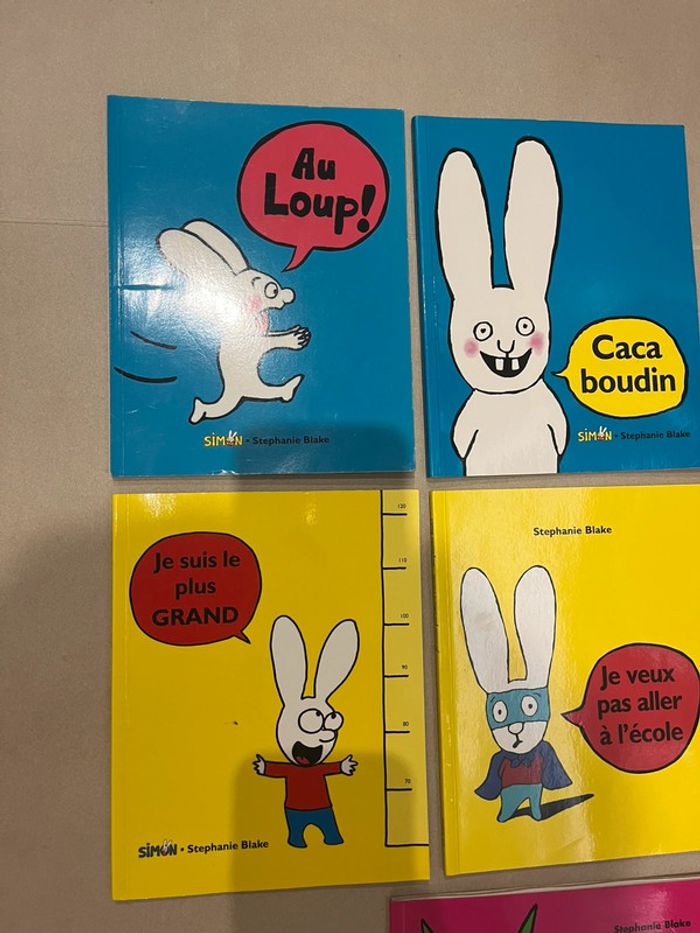 Au
Loup!
SIMON • Stephanie Blake
Caca
boudin
SIMON • Stephanie Blake
Je suis le
plus
GRAND
120
110
100
90
80
70
SIMON • Stephanie Blake
Stephanie Blake
Je veux
pas aller
à l'école
Stephanie Blake